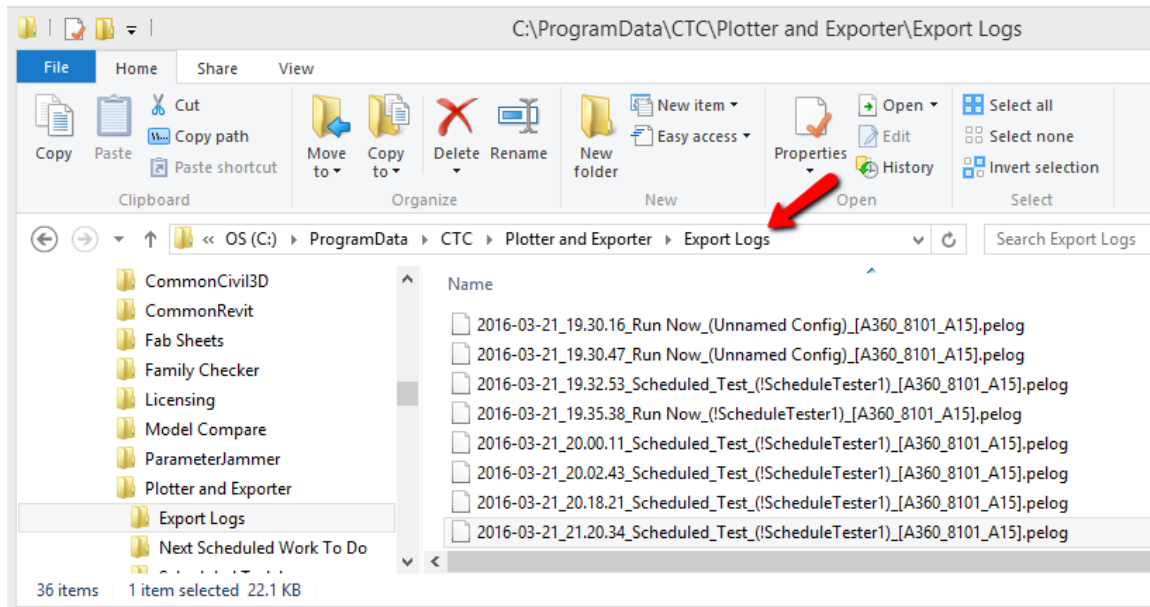 C:\ProgramData\CTC\Plotter and Exporter\Export Logs
File Home Share View
Copy
Paste
Cut
Copy path
Paste shortcut
Move to
Copy to
Delete
Rename
New folder
New item
Easy access
Properties
Open
Edit
History
Select all
Select none
Invert selection
Clipboard Organize New Open Select
« OS (C:) ProgramData CTC Plotter and Exporter Export Logs
Search Export Logs
CommonCivil3D
CommonRevit
Fab Sheets
Family Checker
Licensing
Model Compare
ParameterJammer
Plotter and Exporter
Export Logs
Next Scheduled Work To Do
Name
2016-03-21_19.30.16_Run Now_(Unnamed Config)_[A360_8101_A15].pelog
2016-03-21_19.30.47_Run Now_(Unnamed Config)_[A360_8101_A15].pelog
2016-03-21_19.32.53_Scheduled_Test_(!ScheduleTester1)_[A360_8101_A15].pelog
2016-03-21_19.35.38_Run Now_(!ScheduleTester1)_[A360_8101_A15].pelog
2016-03-21_20.00.11_Scheduled_Test_(!ScheduleTester1)_[A360_8101_A15].pelog
2016-03-21_20.02.43_Scheduled_Test_(!ScheduleTester1)_[A360_8101_A15].pelog
2016-03-21_20.18.21_Scheduled_Test_(!ScheduleTester1)_[A360_8101_A15].pelog
2016-03-21_21.20.34_Scheduled_Test_(!ScheduleTester1)_[A360_8101_A15].pelog
36 items 1 item selected 22.1 KB